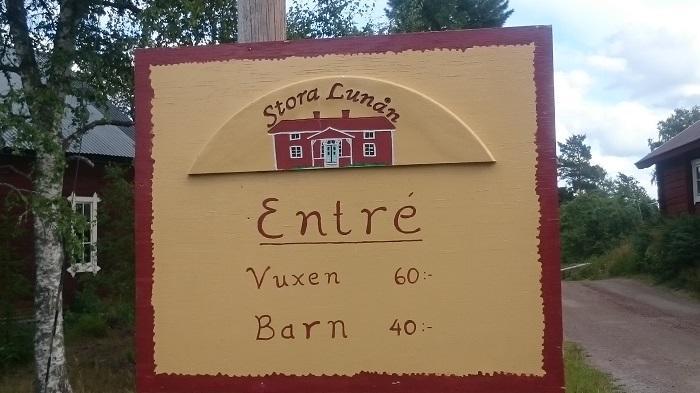 Stora Lunån
Entré
Vuxen 60:-
Barn 40:-